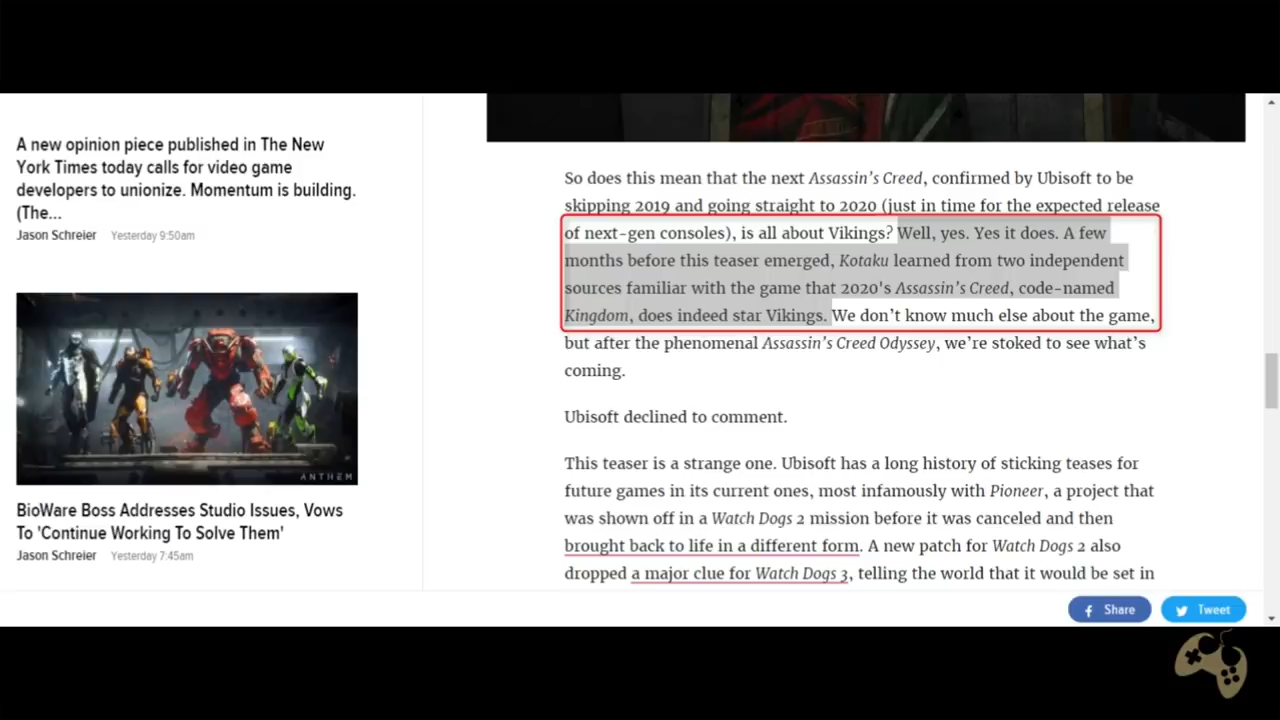 A new opinion piece published in The New
York Times today calls for video game
developers to unionize. Momentum is building.
(The...
Jason Schreier Yesterday 9:50am
ANTHEM
BioWare Boss Addresses Studio Issues, Vows
To 'Continue Working To Solve Them'
Jason Schreier Yesterday 7:45am
So does this mean that the next Assassin’s Creed, confirmed by Ubisoft to be
skipping 2019 and going straight to 2020 (just in time for the expected release
of next-gen consoles), is all about Vikings? Well, yes. Yes it does. A few
months before this teaser emerged, Kotaku learned from two independent
sources familiar with the game that 2020's Assassin’s Creed, code-named
Kingdom, does indeed star Vikings. We don’t know much else about the game,
but after the phenomenal Assassin’s Creed Odyssey, we’re stoked to see what’s
coming.
Ubisoft declined to comment.
This teaser is a strange one. Ubisoft has a long history of sticking teases for
future games in its current ones, most infamously with Pioneer, a project that
was shown off in a Watch Dogs 2 mission before it was canceled and then
brought back to life in a different form. A new patch for Watch Dogs 2 also
dropped a major clue for Watch Dogs 3, telling the world that it would be set in
Share Tweet